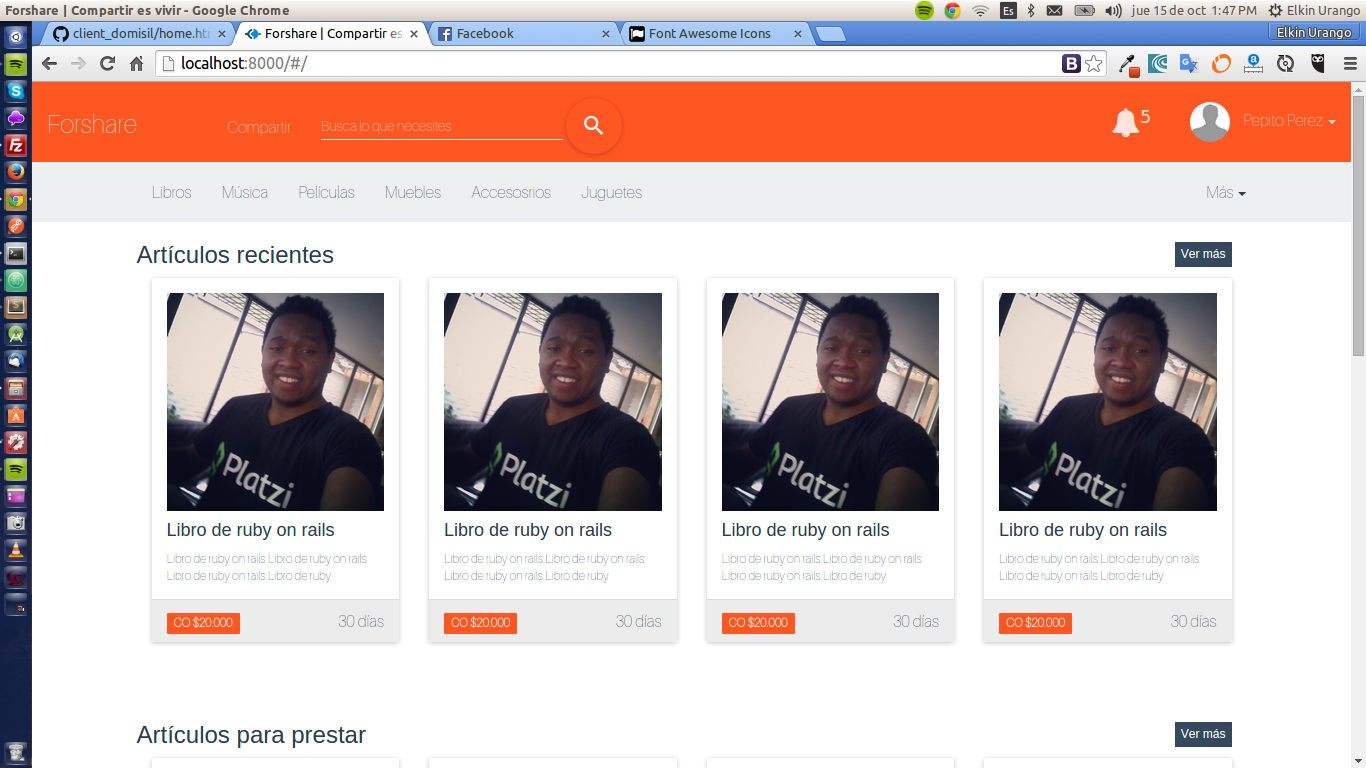 Forshare | Compartir es vivir - Google Chrome
Es
jue 15 de oct 1:47 PM
Elkin Urango
client_domisil/home.htm
Forshare | Compartir es
Facebook
Font Awesome Icons
Elkin Urango
localhost:8000/#/
B
Forshare
Compartir
Busca lo que necesites
5
Pepito Perez
Libros
Música
Películas
Muebles
Accesosrios
Juguetes
Más
Artículos recientes
Ver más
Platzi
Platzi
Platzi
Platzi
Libro de ruby on rails
Libro de ruby on rails
Libro de ruby on rails
Libro de ruby on rails
Libro de ruby on rails Libro de ruby on rails
Libro de ruby on rails Libro de ruby
Libro de ruby on rails Libro de ruby on rails
Libro de ruby on rails Libro de ruby
Libro de ruby on rails Libro de ruby on rails
Libro de ruby on rails Libro de ruby
Libro de ruby on rails Libro de ruby on rails
Libro de ruby on rails Libro de ruby
CO $20.000
30 días
CO $20.000
30 días
CO $20.000
30 días
CO $20.000
30 días
Artículos para prestar
Ver más